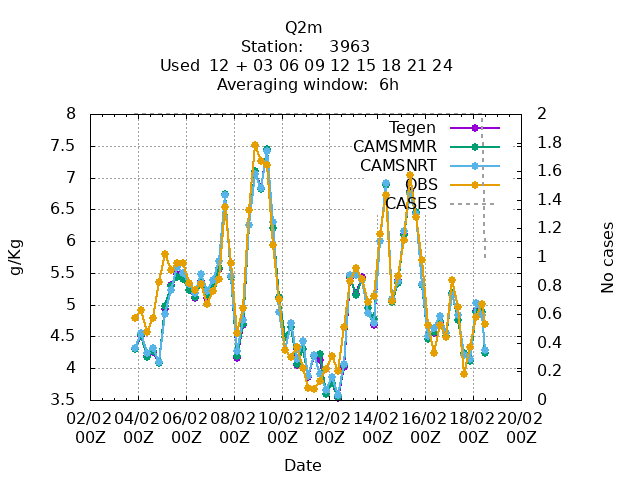 Q2m
Station: 3963
Used 12 + 03 06 09 12 15 18 21 24
Averaging window: 6h
8 2
7.5 1.8
7 1.6
6.5 1.4
6 1.2
5.5 1
5 0.8
4.5 0.6
4 0.4
3.5 0.2
0
Tegen
CAMSMMR
CAMSNRT
OBS
CASES
g/Kg
No cases
02/02 04/02 06/02 08/02 10/02 12/02 14/02 16/02 18/02 20/02
00Z 00Z 00Z 00Z 00Z 00Z 00Z 00Z 00Z 00Z
Date